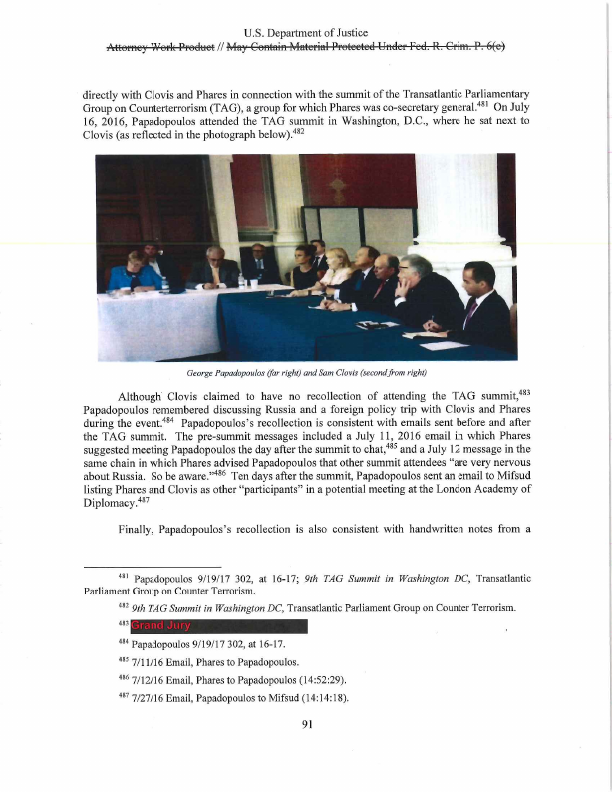 U.S. Department of Justice
Attorney Work Product // May Contain Material Protected Under Fed. R. Crim. P. 6(e)
directly with Clovis and Phares in connection with the summit of the Transatlantic Parliamentary
Group on Counterterrorism (TAG), a group for which Phares was co-secretary general.481 On July
16, 2016, Papadopoulos attended the TAG summit in Washington, D.C., where he sat next to
Clovis (as reflected in the photograph below).482
George Papadopoulos (far right) and Sam Clovis (second from right)
Although Clovis claimed to have no recollection of attending the TAG summit,483
Papadopoulos remembered discussing Russia and a foreign policy trip with Clovis and Phares
during the event.484 Papadopoulos's recollection is consistent with emails sent before and after
the TAG summit. The pre-summit messages included a July 11, 2016 email in which Phares
suggested meeting Papadopoulos the day after the summit to chat,485 and a July 12 message in the
same chain in which Phares advised Papadopoulos that other summit attendees "are very nervous
about Russia. So be aware."486 Ten days after the summit, Papadopoulos sent an email to Mifsud
listing Phares and Clovis as other "participants" in a potential meeting at the London Academy of
Diplomacy.487
Finally, Papadopoulos's recollection is also consistent with handwritten notes from a
481 Papadopoulos 9/19/17 302, at 16-17; 9th TAG Summit in Washington DC, Transatlantic
Parliament Group on Counter Terrorism.
482 9th TAG Summit in Washington DC, Transatlantic Parliament Group on Counter Terrorism.
483 Grand Jury
484 Papadopoulos 9/19/17 302, at 16-17.
485 7/11/16 Email, Phares to Papadopoulos.
486 7/12/16 Email, Phares to Papadopoulos (14:52:29).
487 7/27/16 Email, Papadopoulos to Mifsud (14:14:18).
91